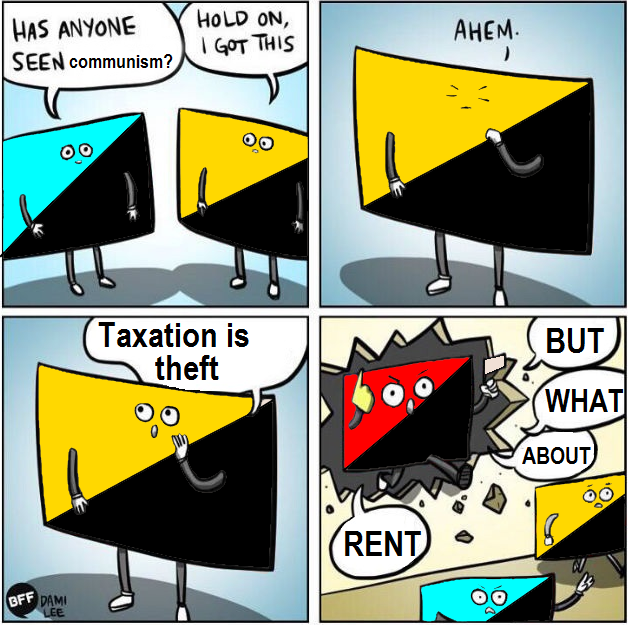 HAS ANYONE
SEEN communism?
HOLD ON,
I GOT THIS
AHEM.
Taxation is
theft
BUT
WHAT
ABOUT
RENT
BFF DAMI
LEE